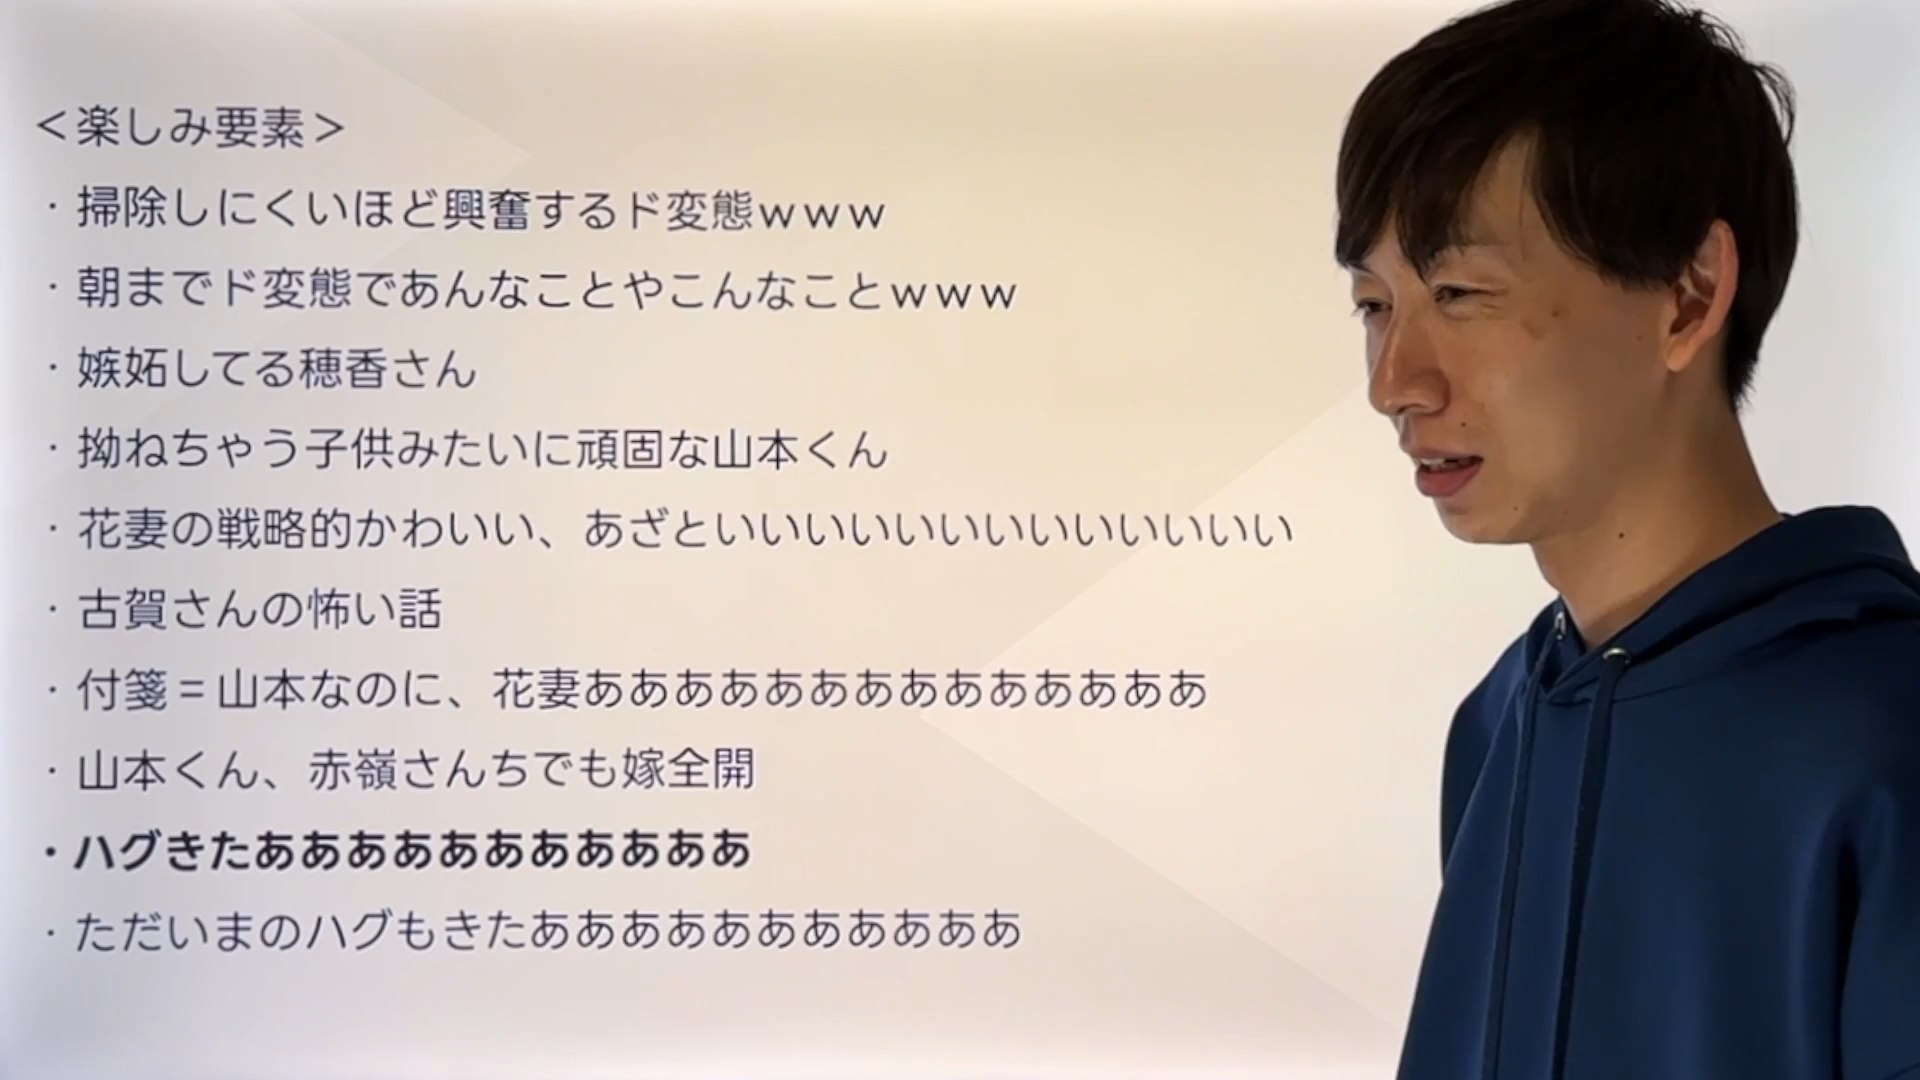 ＜楽しみ要素＞
・掃除しにくいほど興奮するド変態ｗｗｗ
・朝までド変態であんなことやこんなことｗｗｗ
・嫉妬してる穂香さん
・拗ねちゃう子供みたいに頑固な山本くん
・花妻の戦略的かわいい、あざといいいいいいいいいいいいい
・古賀さんの怖い話
・付箋＝山本なのに、花妻ああああああああああああああ
・山本くん、赤嶺さんちでも嫁全開
・ハグきたあああああああああああ
・ただいまのハグもきたあああああああああああ